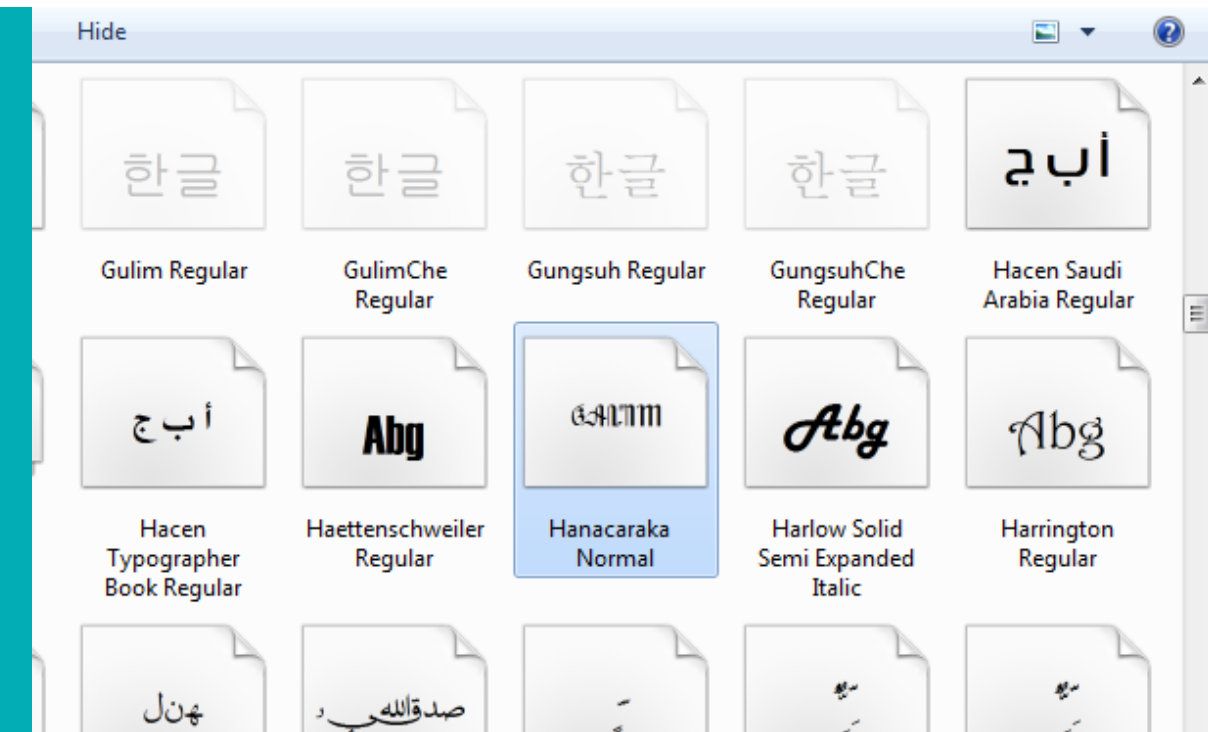 Hide
한글 한글 한글 한글 أ ب ج
Gulim Regular GulimChe Gungsuh Regular GungsuhChe Hacen Saudi
Regular Regular Arabia Regular
أ ب ج Abg Abg Abg
Hacen Haettenschweiler Hanacaraka Harlow Solid Harrington
Typographer Regular Normal Semi Expanded Regular
Book Regular Italic